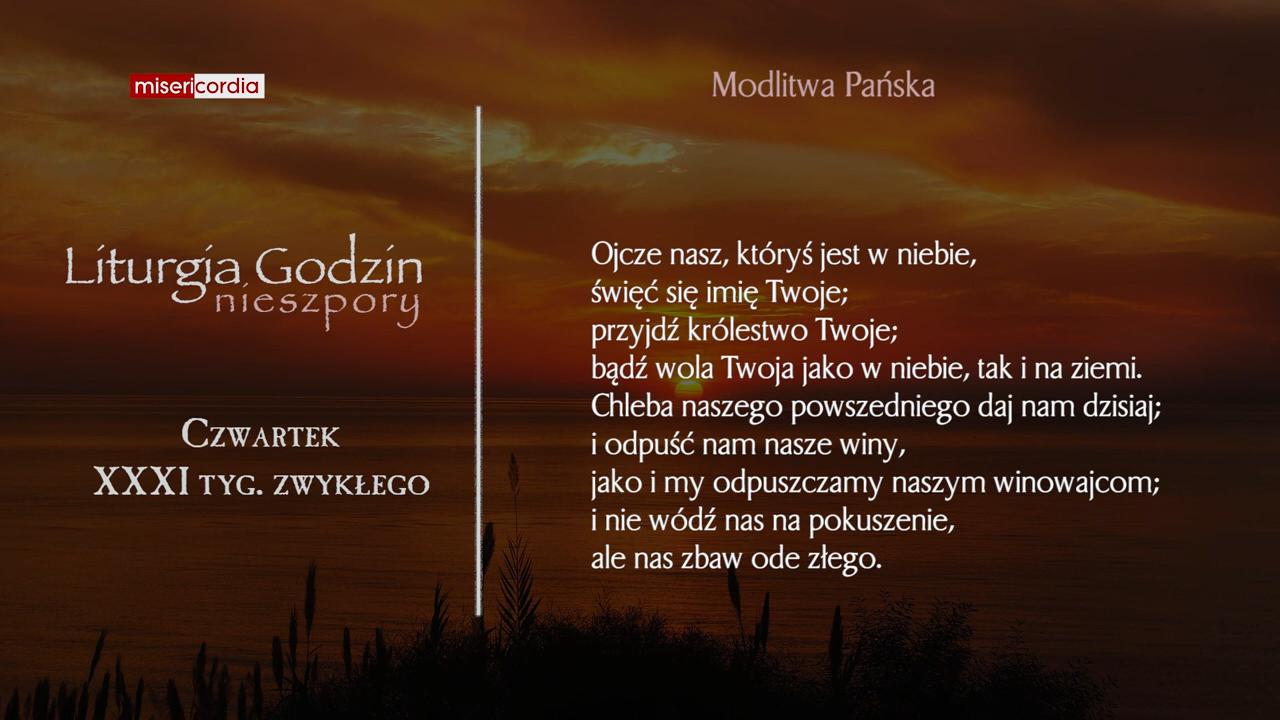 misericordia
Modlitwa Pańska
Liturgia Godzin
nieszpory
Czwartek
XXXI tyg. zwykłego
Ojcze nasz, któryś jest w niebie,
święć się imię Twoje;
przyjdź królestwo Twoje;
bądź wola Twoja jako w niebie, tak i na ziemi.
Chleba naszego powszedniego daj nam dzisiaj;
i odpuść nam nasze winy,
jako i my odpuszczamy naszym winowajcom;
i nie wódź nas na pokuszenie,
ale nas zbaw ode złego.